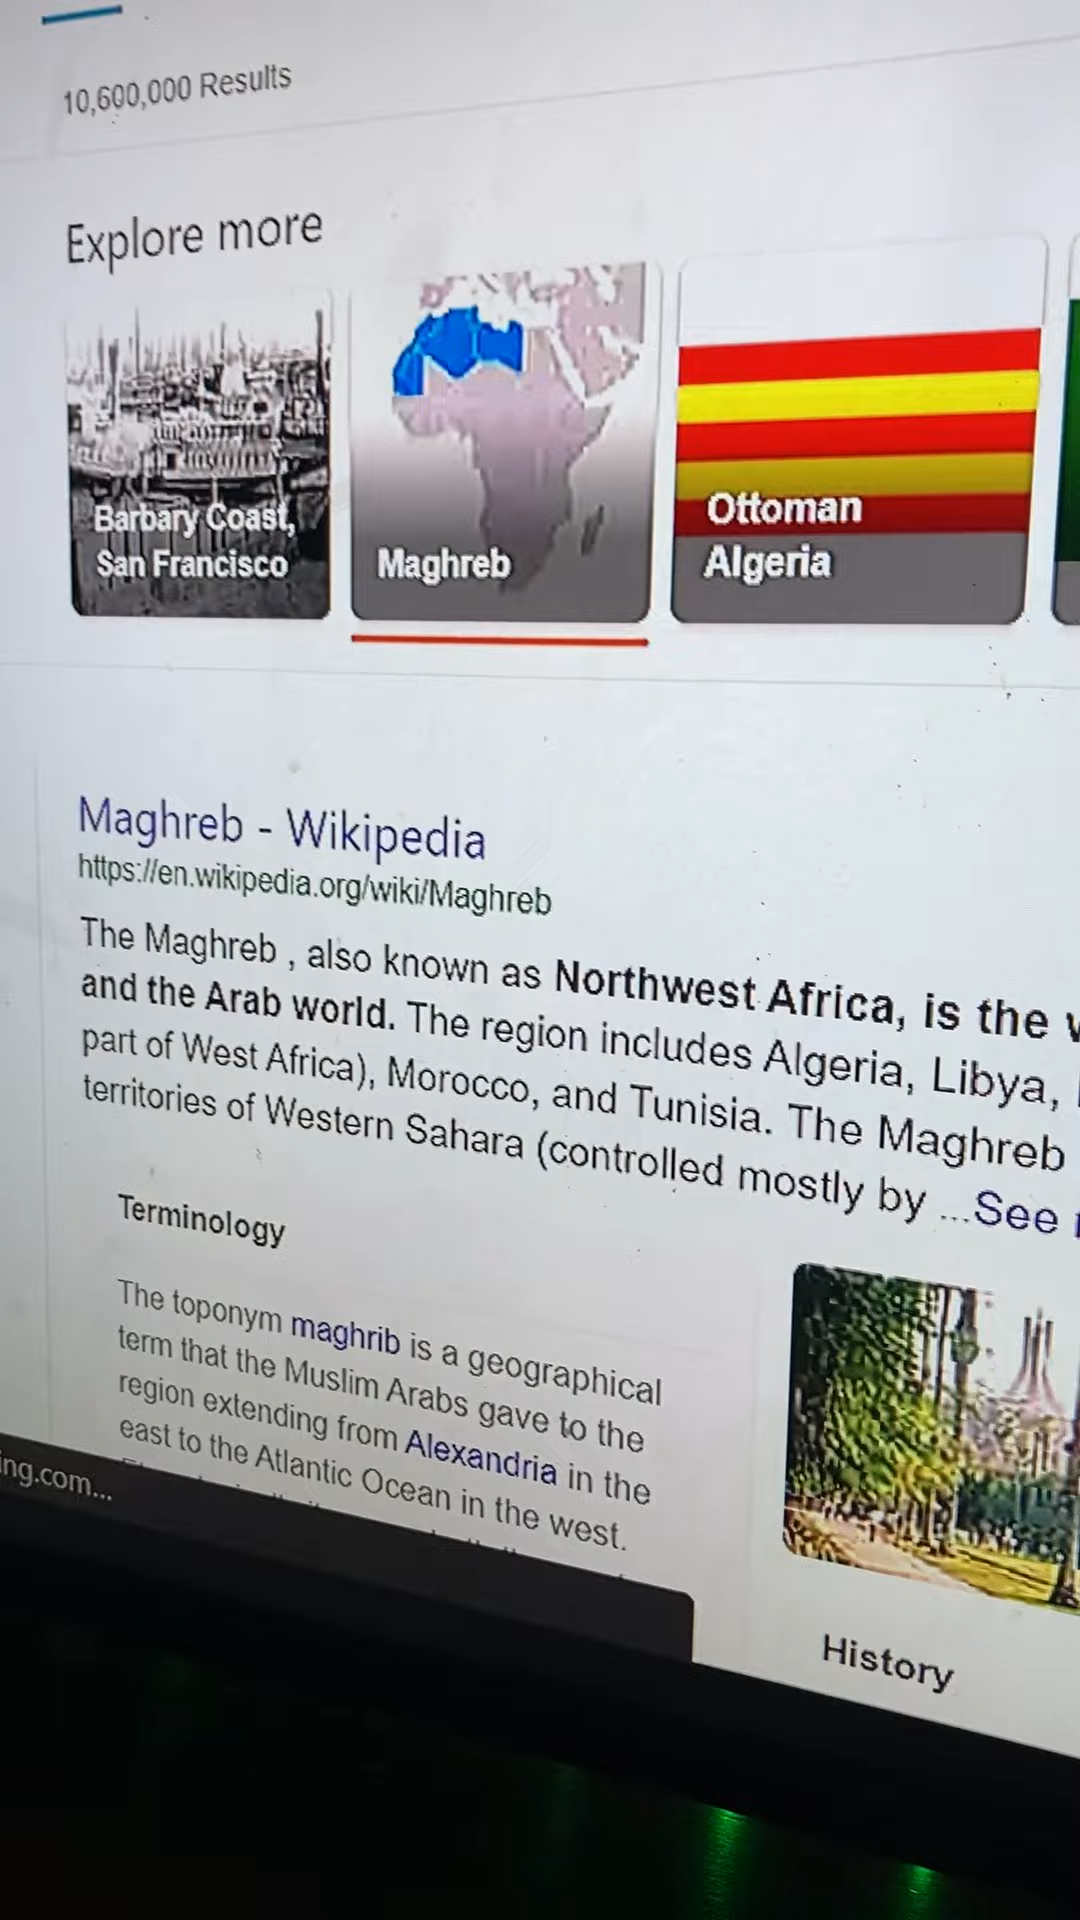 10,600,000 Results
Explore more
Barbary Coast,
San Francisco
Maghreb
Ottoman
Algeria
Maghreb - Wikipedia
https://en.wikipedia.org/wiki/Maghreb
The Maghreb , also known as Northwest Africa, is the
and the Arab world. The region includes Algeria, Libya,
part of West Africa), Morocco, and Tunisia. The Maghreb
territories of Western Sahara (controlled mostly by ...See
Terminology
The toponym maghrib is a geographical
term that the Muslim Arabs gave to the
region extending from Alexandria in the
east to the Atlantic Ocean in the west.
ing.com...
History